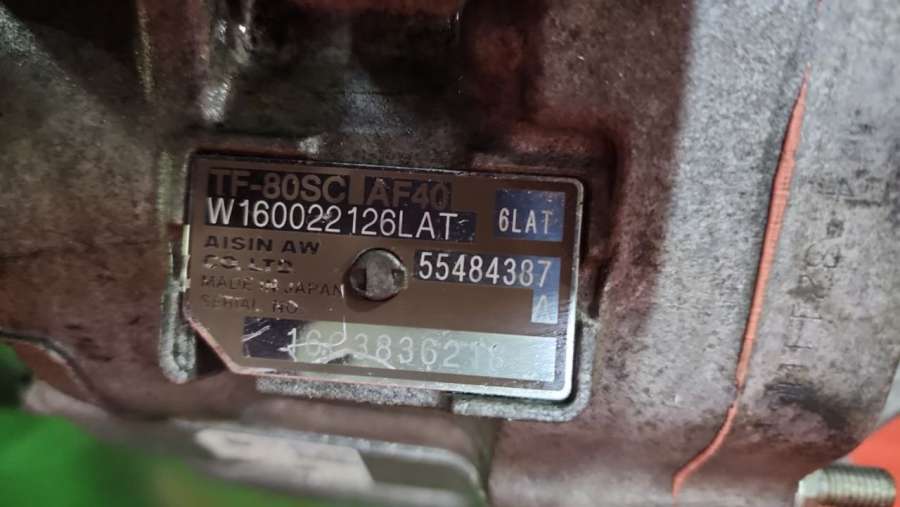 TF-80SC AF40
W160022126LAT 6LAT
AISIN AW
CO. LTD
55484387
MADE IN JAPAN
A
SERIAL NO.